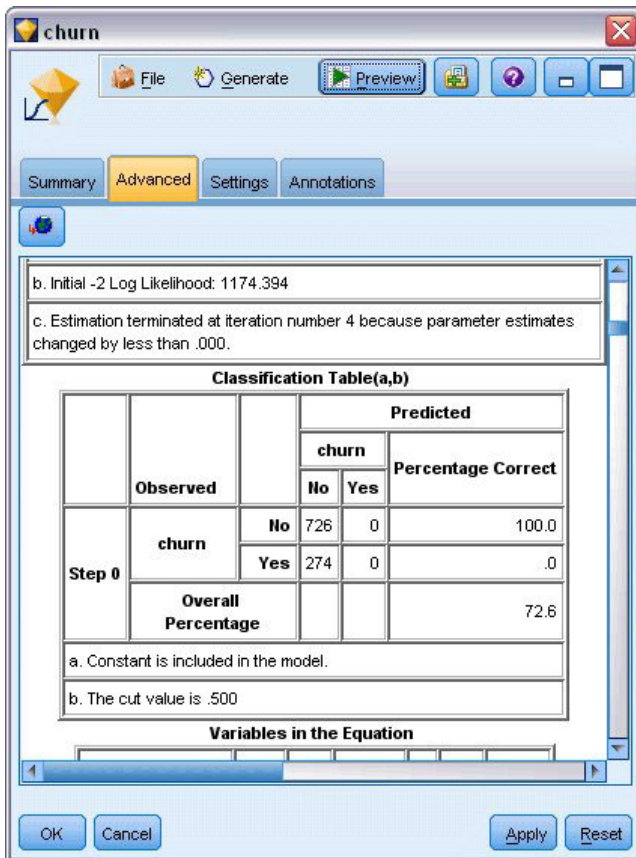 churn
File Generate Preview
Summary Advanced Settings Annotations
b. Initial -2 Log Likelihood: 1174.394
c. Estimation terminated at iteration number 4 because parameter estimates
changed by less than .000.
Classification Table(a,b)
Predicted
churn
Percentage Correct
Observed
No Yes
Step 0
churn
No 726 0 100.0
Yes 274 0 .0
Overall
Percentage
72.6
a. Constant is included in the model.
b. The cut value is .500
Variables in the Equation
OK Cancel Apply Reset